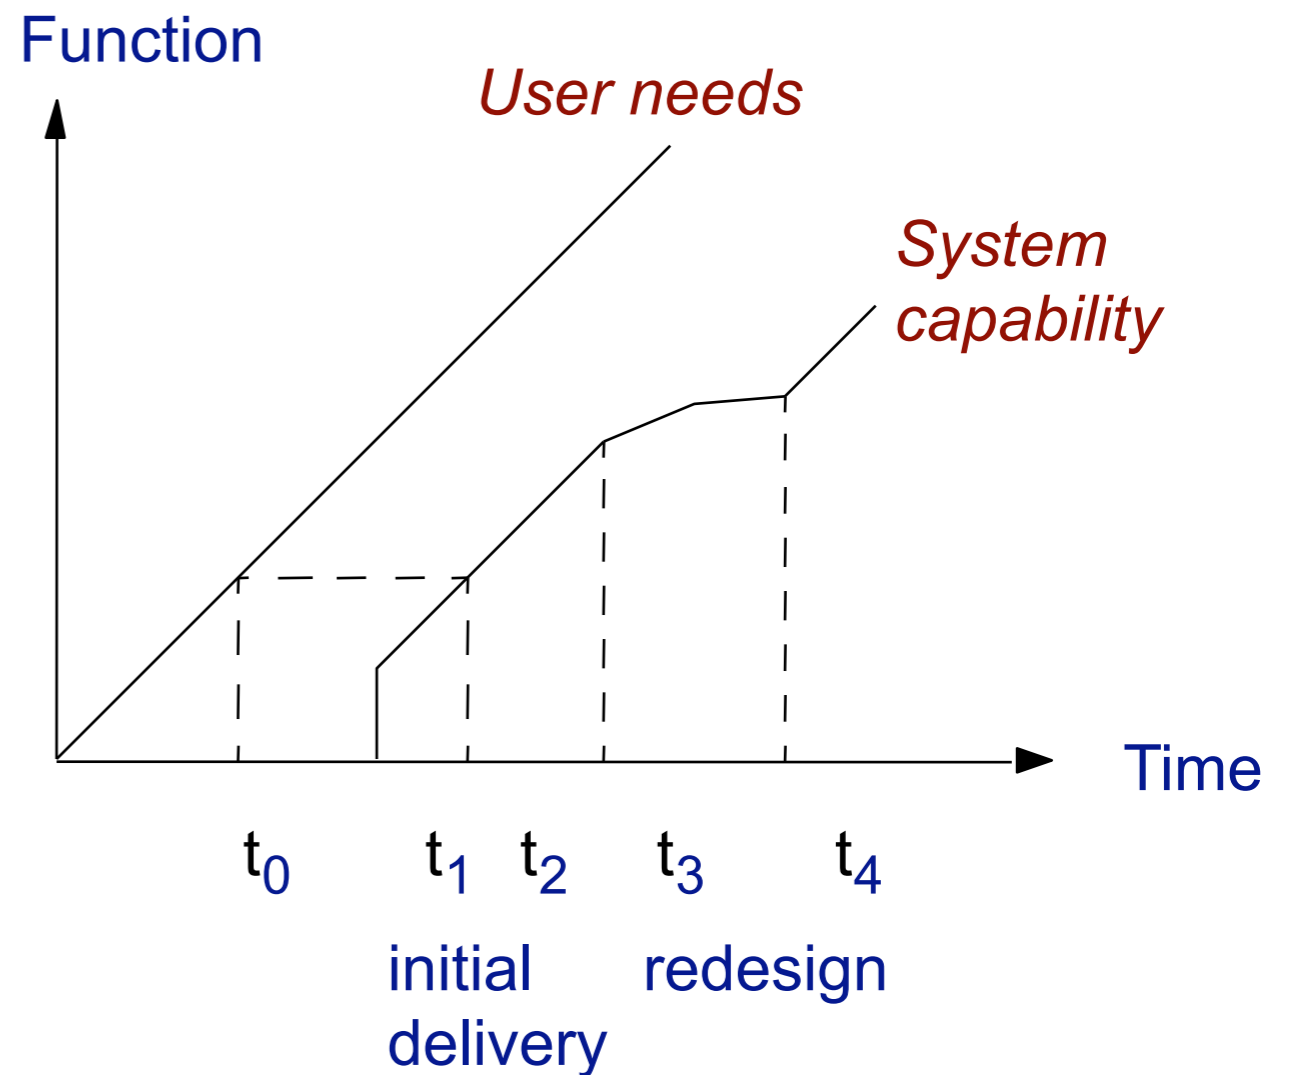 Function
User needs
System
capability
Time
t0 t1 t2 t3 t4
initial redesign
delivery